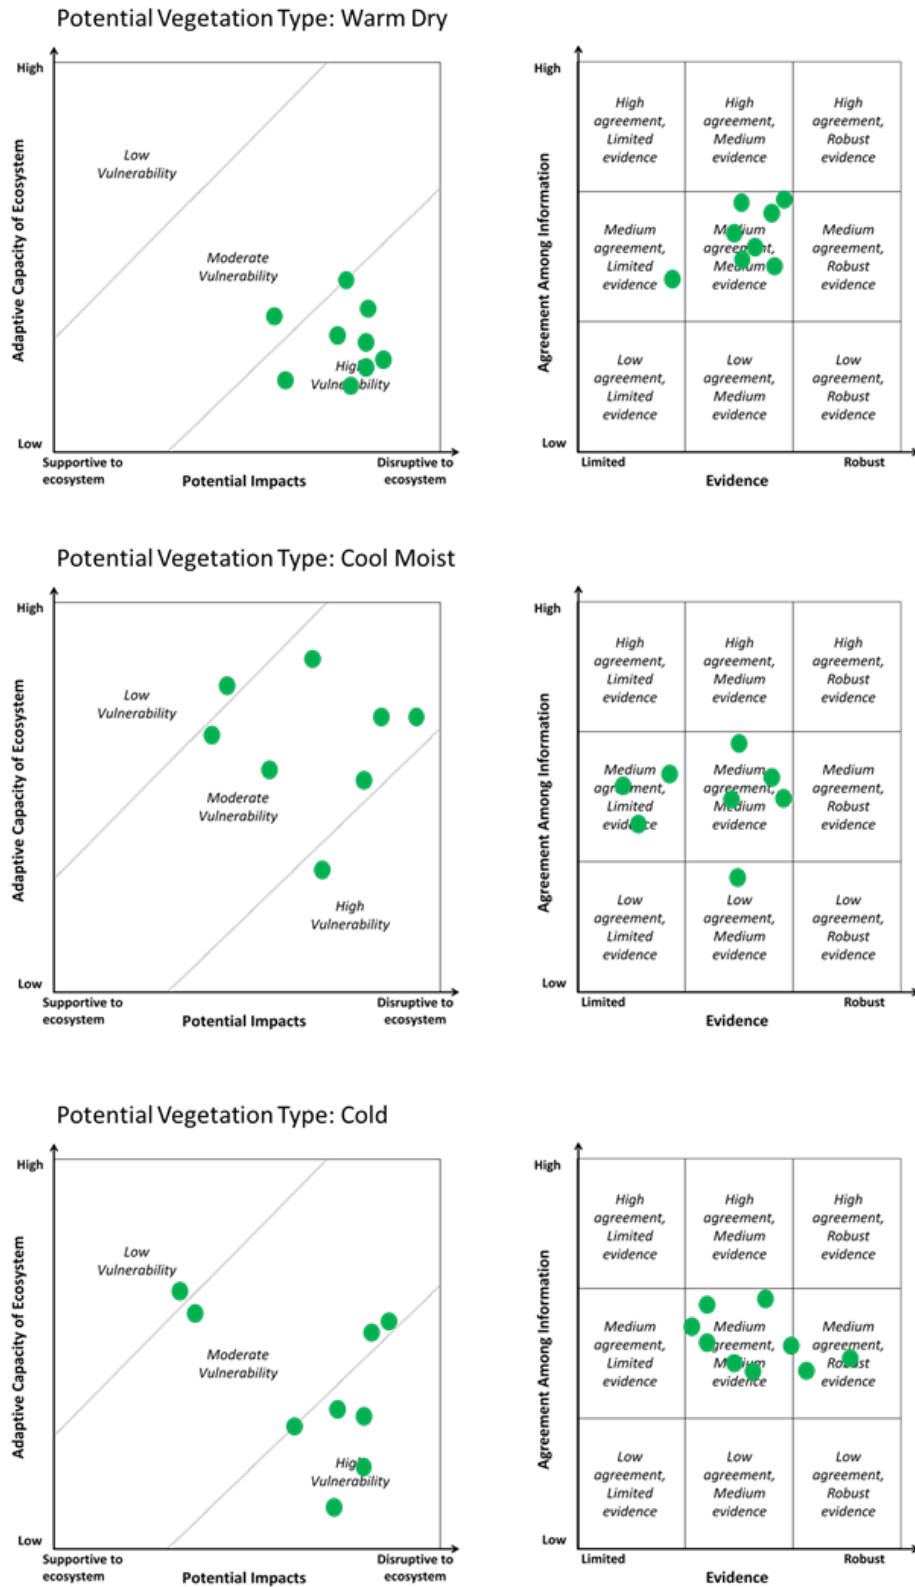 Potential Vegetation Type: Warm Dry
High
Adaptive Capacity of Ecosystem
Low
Vulnerability
Moderate
Vulnerability
High
Vulnerability
Low
Supportive to
ecosystem
Potential Impacts
Disruptive to
ecosystem
High
Agreement Among Information
High
agreement,
Limited
evidence
High
agreement,
Medium
evidence
High
agreement,
Robust
evidence
Medium
agreement,
Limited
evidence
Medium
agreement,
Medium
evidence
Medium
agreement,
Robust
evidence
Low
agreement,
Limited
evidence
Low
agreement,
Medium
evidence
Low
agreement,
Robust
evidence
Low
Limited
Evidence
Robust
Potential Vegetation Type: Cool Moist
High
Adaptive Capacity of Ecosystem
Low
Vulnerability
Moderate
Vulnerability
High
Vulnerability
Low
Supportive to
ecosystem
Potential Impacts
Disruptive to
ecosystem
High
Agreement Among Information
High
agreement,
Limited
evidence
High
agreement,
Medium
evidence
High
agreement,
Robust
evidence
Medium
agreement,
Limited
evidence
Medium
agreement,
Medium
evidence
Medium
agreement,
Robust
evidence
Low
agreement,
Limited
evidence
Low
agreement,
Medium
evidence
Low
agreement,
Robust
evidence
Low
Limited
Evidence
Robust
Potential Vegetation Type: Cold
High
Adaptive Capacity of Ecosystem
Low
Vulnerability
Moderate
Vulnerability
High
Vulnerability
Low
Supportive to
ecosystem
Potential Impacts
Disruptive to
ecosystem
High
Agreement Among Information
High
agreement,
Limited
evidence
High
agreement,
Medium
evidence
High
agreement,
Robust
evidence
Medium
agreement,
Limited
evidence
Medium
agreement,
Medium
evidence
Medium
agreement,
Robust
evidence
Low
agreement,
Limited
evidence
Low
agreement,
Medium
evidence
Low
agreement,
Robust
evidence
Low
Limited
Evidence
Robust